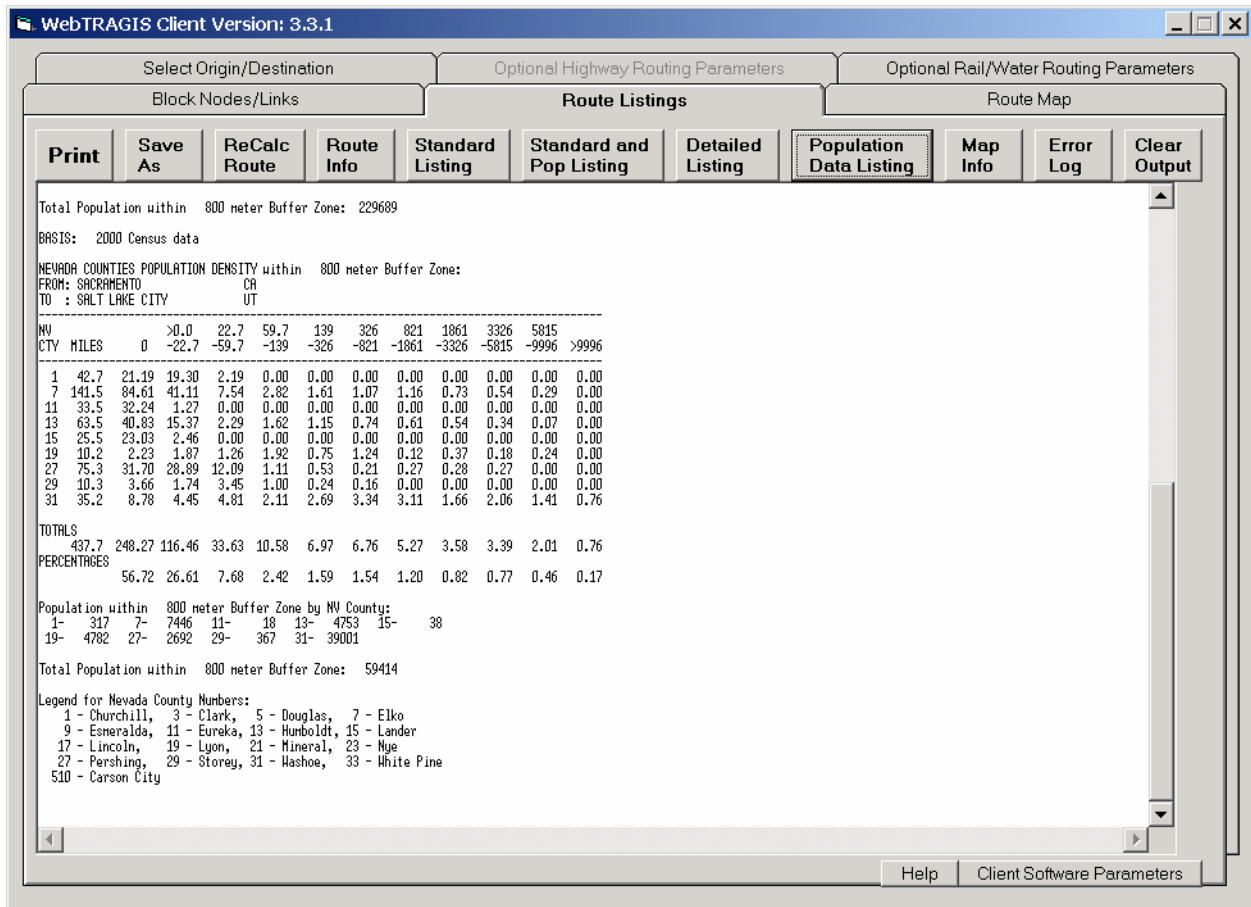 WebTRAGIS Client Version: 3.3.1
Select Origin/Destination Optional Highway Routing Parameters Optional Rail/Water Routing Parameters
Block Nodes/Links Route Listings Route Map
Print Save As ReCalc Route Route Info Standard Listing Standard and Pop Listing Detailed Listing Population Data Listing Map Info Error Log Clear Output
Total Population within 800 meter Buffer Zone: 229689
BASIS: 2000 Census data
NEVADA COUNTIES POPULATION DENSITY within 800 meter Buffer Zone:
FROM: SACRAMENTO CA
TO : SALT LAKE CITY UT
NV >0.0 22.7 59.7 139 326 821 1861 3326 5815
CTY MILES 0 -22.7 -59.7 -139 -326 -821 -1861 -3326 -5815 -9996 >9996
1 42.7 21.19 19.30 2.19 0.00 0.00 0.00 0.00 0.00 0.00 0.00 0.00
7 141.5 84.61 41.11 7.54 2.82 1.61 1.07 1.16 0.73 0.54 0.29 0.00
11 33.5 32.24 1.27 0.00 0.00 0.00 0.00 0.00 0.00 0.00 0.00 0.00
13 63.5 40.83 15.37 2.29 1.62 1.15 0.74 0.61 0.54 0.34 0.07 0.00
15 25.5 23.03 2.46 0.00 0.00 0.00 0.00 0.00 0.00 0.00 0.00 0.00
19 10.2 2.23 1.87 1.26 1.92 0.75 1.24 0.12 0.37 0.18 0.24 0.00
27 75.3 31.70 28.89 12.09 1.11 0.53 0.21 0.27 0.28 0.27 0.00 0.00
29 10.3 3.66 1.74 3.45 1.00 0.24 0.16 0.00 0.00 0.00 0.00 0.00
31 35.2 8.78 4.45 4.81 2.11 2.69 3.34 3.11 1.66 2.06 1.41 0.76
TOTALS
437.7 248.27 116.46 33.63 10.58 6.97 6.76 5.27 3.58 3.39 2.01 0.76
PERCENTAGES
56.72 26.61 7.68 2.42 1.59 1.54 1.20 0.82 0.77 0.46 0.17
Population within 800 meter Buffer Zone by NV County:
1- 317 7- 7446 11- 18 13- 4753 15- 38
19- 4782 27- 2692 29- 367 31- 39001
Total Population within 800 meter Buffer Zone: 59414
Legend for Nevada County Numbers:
1 - Churchill, 3 - Clark, 5 - Douglas, 7 - Elko
9 - Esmeralda, 11 - Eureka, 13 - Humboldt, 15 - Lander
17 - Lincoln, 19 - Lyon, 21 - Mineral, 23 - Nye
27 - Pershing, 29 - Storey, 31 - Washoe, 33 - White Pine
510 - Carson City
Help Client Software Parameters